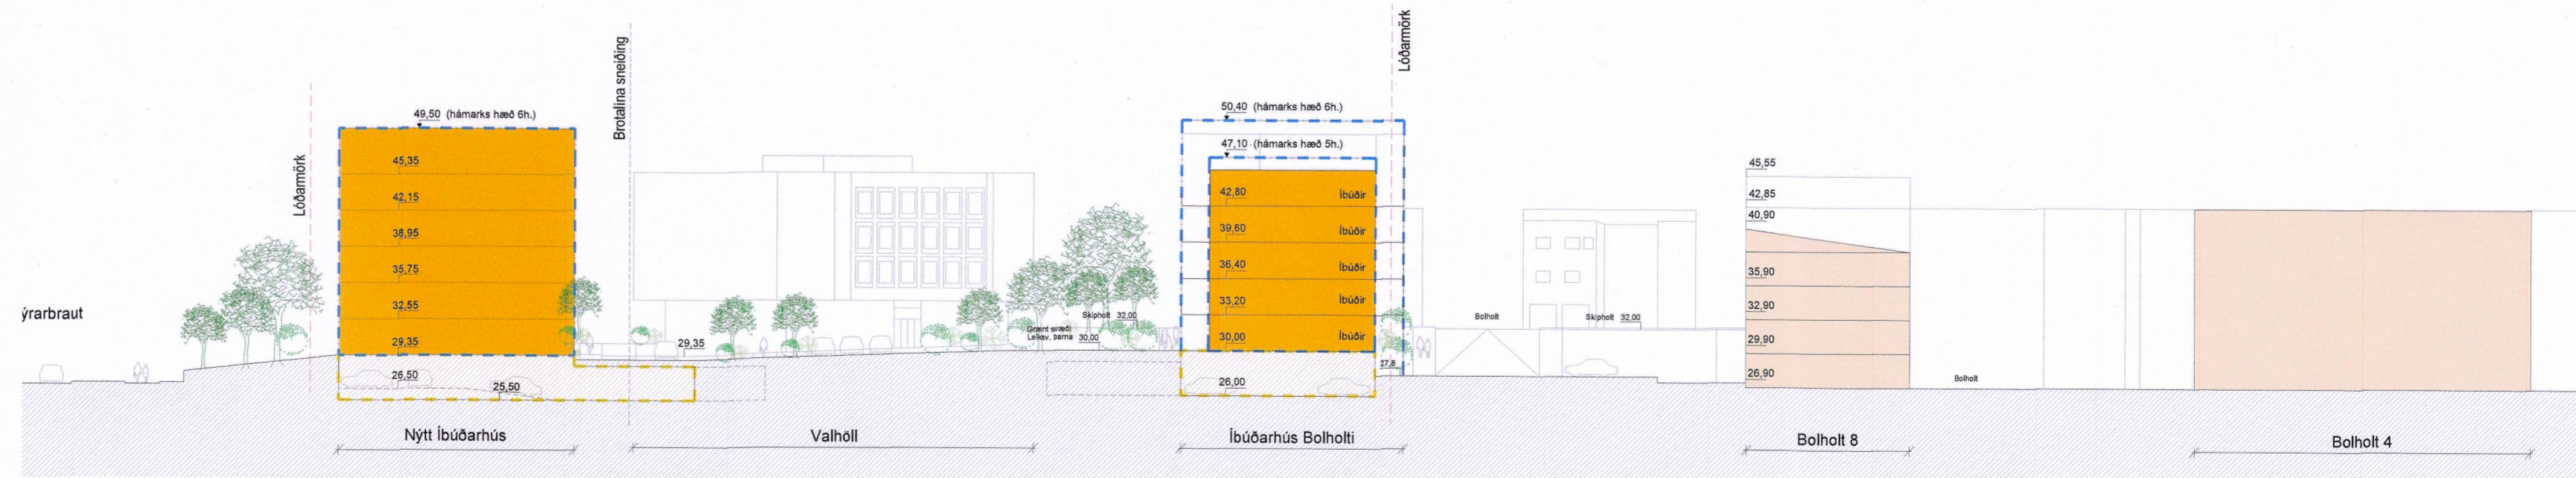 ýrarbraut
Lóðarmörk
49,50 (hámarks hæð 6h.)
45,35
42,15
38,95
35,75
32,55
29,35
26,50
25,50
Nýtt Íbúðarhús
Brotalína sneiðing
29,35
Valhöll
Grænt svæði
Leiksv. barna 30,00
Skipholt 32,00
50,40 (hámarks hæð 6h.)
47,10 (hámarks hæð 5h.)
42,80 Íbúðir
39,60 Íbúðir
36,40 Íbúðir
33,20 Íbúðir
30,00 Íbúðir
26,00
Íbúðarhús Bolholti
Lóðarmörk
27,8
Bolholt
Skipholt 32,00
45,55
42,85
40,90
35,90
32,90
29,90
26,90
Bolholt 8
Bolholt
Bolholt 4